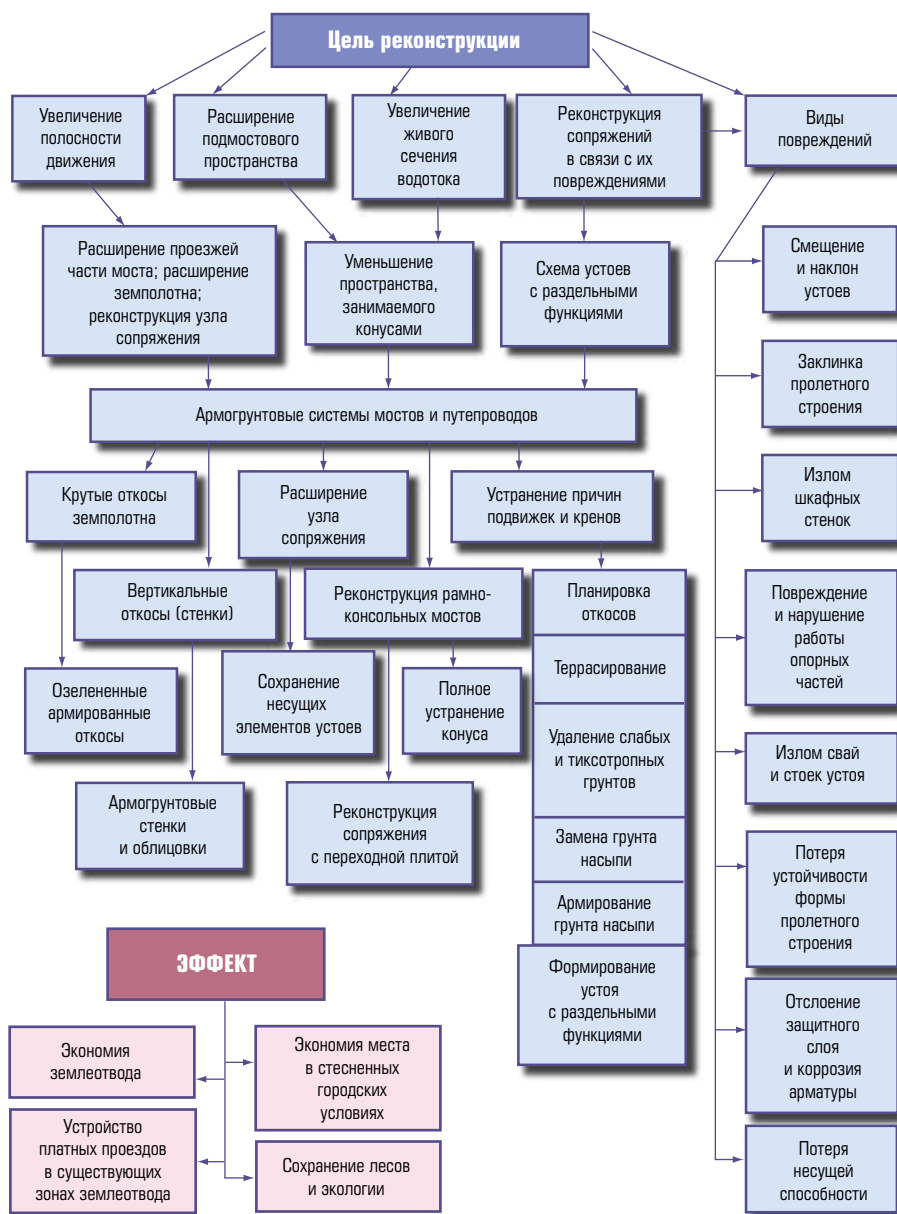 Цель реконструкции
Увеличение
полосности
движения
Расширение
подмостового
пространства
Увеличение
живого
сечения
водотока
Реконструкция
сопряжений
в связи с их
повреждениями
Виды
повреждений
Расширение проезжей
части моста; расширение
земполотна;
реконструкция узла
сопряжения
Уменьшение
пространства,
занимаемого
конусами
Схема устоев
с раздельными
функциями
Армогрунтовые системы мостов и путепроводов
Крутые откосы
земполотна
Расширение
узла
сопряжения
Устранение причин
подвижек и кренов
Вертикальные
откосы (стенки)
Реконструкция рамно-
консольных мостов
Озелененные
армированные
откосы
Сохранение
несущих
элементов устоев
Полное
устранение
конуса
Армогрунтовые
стенки
и облицовки
Реконструкция
сопряжения
с переходной плитой
Планировка
откосов
Террасирование
Удаление слабых
и тиксотропных
грунтов
Замена грунта
насыпи
Армирование
грунта насыпи
Формирование
устоя
с раздельными
функциями
Смещение
и наклон
устоев
Заклинка
пролетного
строения
Излом
шкафных
стенок
Повреждение
и нарушение
работы
опорных
частей
Излом свай
и стоек устоя
Потеря
устойчивости
формы
пролетного
строения
Отслоение
защитного
слоя
и коррозия
арматуры
Потеря
несущей
способности
ЭФФЕКТ
Экономия
землеотвода
Экономия места
в стесненных
городских
условиях
Устройство
платных проездов
в существующих
зонах землеотвода
Сохранение лесов
и экологии